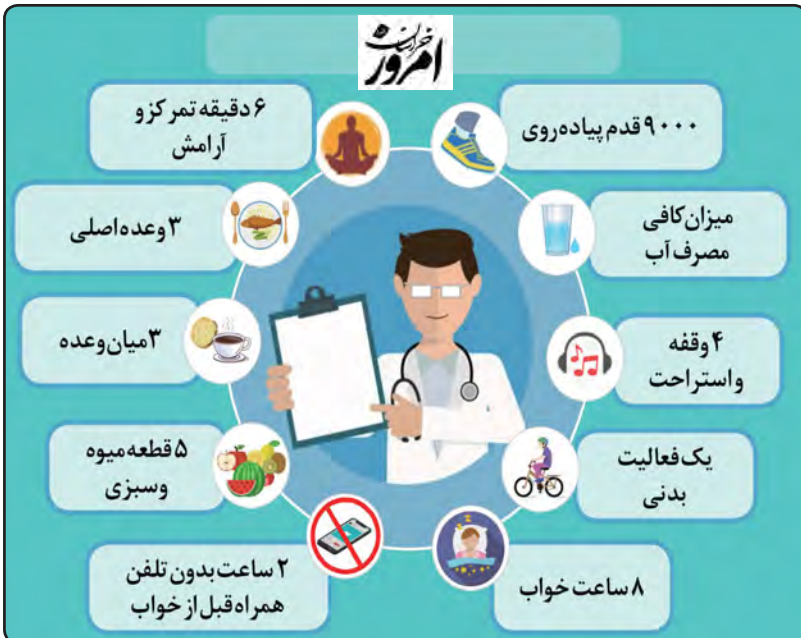 خراسان
امروز
۹۰۰۰ قدم پیاده‌روی
۶ دقیقه تمرکز و
آرامش
میزان کافی
مصرف آب
۳ وعده اصلی
۴ وقفه
و استراحت
۳ میان‌وعده
یک فعالیت
بدنی
۵ قطعه میوه
و سبزی
۸ ساعت خواب
۲ ساعت بدون تلفن
همراه قبل از خواب